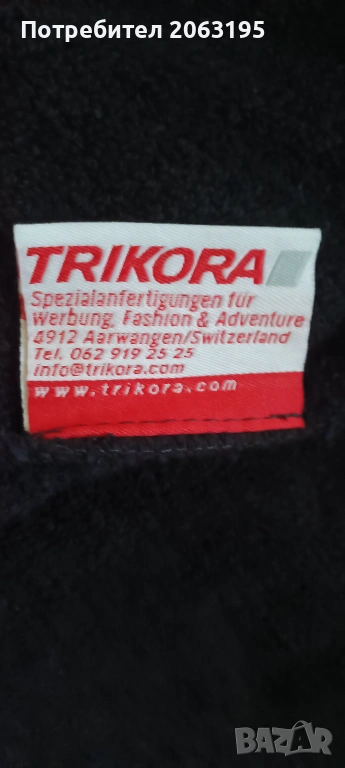 Потребител 2063195
TRIKORA
Spezialanfertigungen für
Werbung, Fashion & Adventure
4912 Aarwangen/Switzerland
Tel. 062 919 25 25
info@trikora.com
www.trikora.com
BAZAR